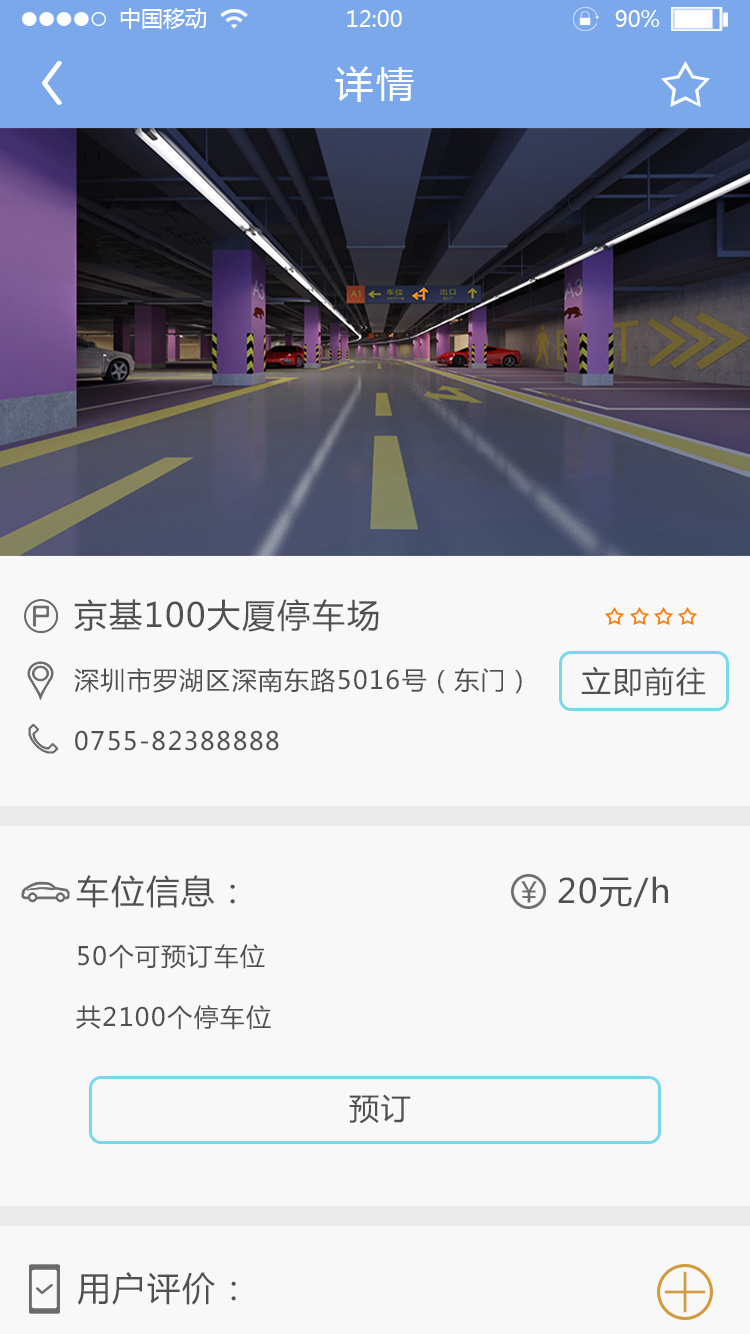 中国移动
12:00
90%
详情
A3
A3
A1 车位 出口
EXIT
京基100大厦停车场
深圳市罗湖区深南东路5016号（东门）
立即前往
0755-82388888
车位信息：
20元/h
50个可预订车位
共2100个停车位
预订
用户评价：